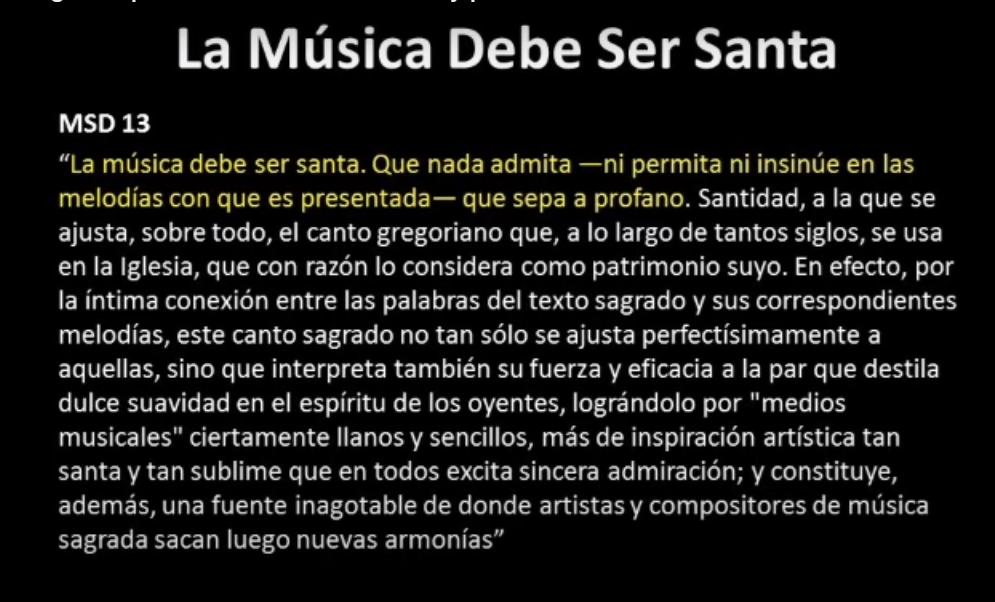 La Música Debe Ser Santa
MSD 13
“La música debe ser santa. Que nada admita —ni permita ni insinúe en las
melodías con que es presentada— que sepa a profano. Santidad, a la que se
ajusta, sobre todo, el canto gregoriano que, a lo largo de tantos siglos, se usa
en la Iglesia, que con razón lo considera como patrimonio suyo. En efecto, por
la íntima conexión entre las palabras del texto sagrado y sus correspondientes
melodías, este canto sagrado no tan sólo se ajusta perfectísimamente a
aquellas, sino que interpreta también su fuerza y eficacia a la par que destila
dulce suavidad en el espíritu de los oyentes, lográndolo por "medios
musicales" ciertamente llanos y sencillos, más de inspiración artística tan
santa y tan sublime que en todos excita sincera admiración; y constituye,
además, una fuente inagotable de donde artistas y compositores de música
sagrada sacan luego nuevas armonías”